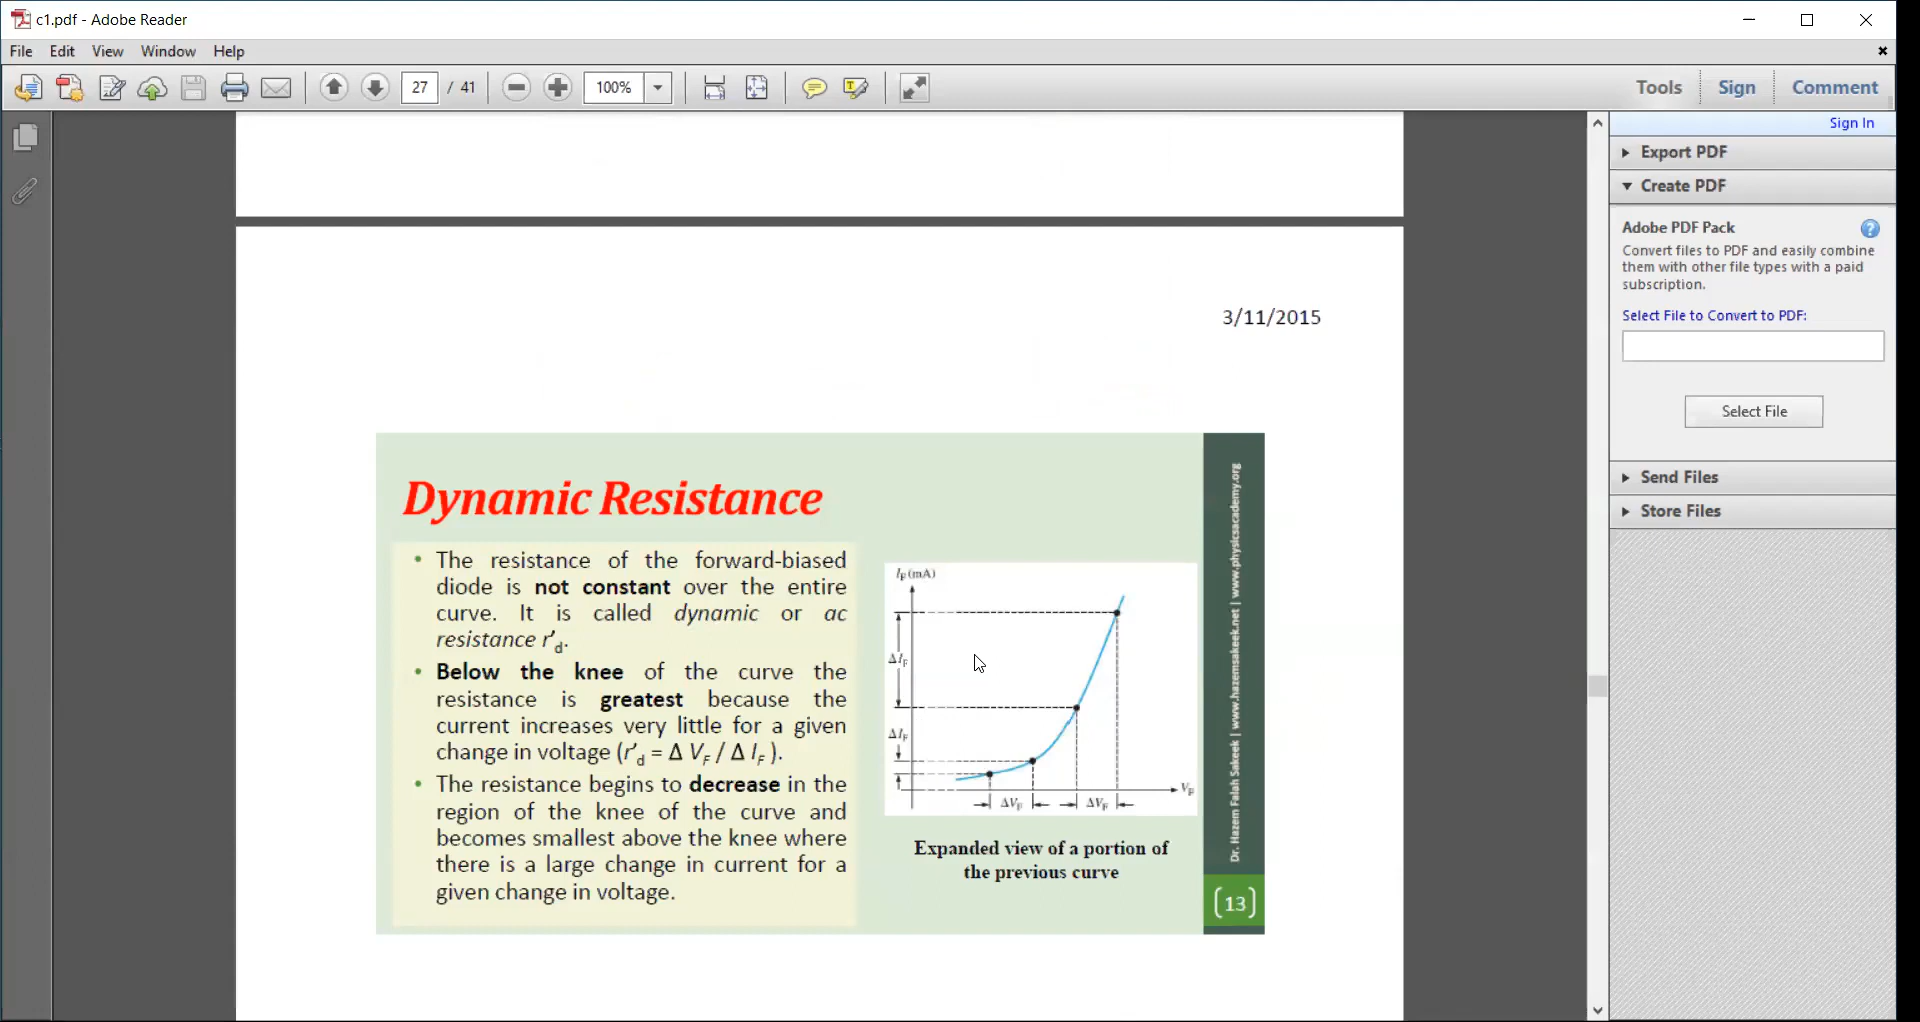 c1.pdf - Adobe Reader
File Edit View Window Help
27 / 41 100% Tools Sign Comment
Sign In
Export PDF
Create PDF
Adobe PDF Pack
Convert files to PDF and easily combine
them with other file types with a paid
subscription.
Select File to Convert to PDF:
Select File
Send Files
Store Files
3/11/2015
Dynamic Resistance
• The resistance of the forward-biased
diode is not constant over the entire
curve. It is called dynamic or ac
resistance r′d.
• Below the knee of the curve the
resistance is greatest because the
current increases very little for a given
change in voltage (r′d = Δ VF / Δ IF ).
• The resistance begins to decrease in the
region of the knee of the curve and
becomes smallest above the knee where
there is a large change in current for a
given change in voltage.
IF (mA)
ΔIF
ΔIF
VF
ΔVF ΔVF
Expanded view of a portion of
the previous curve
Dr. Hazem Falah Sakeek | www.hazemsakeek.net | www.physicsacademy.org
[13]